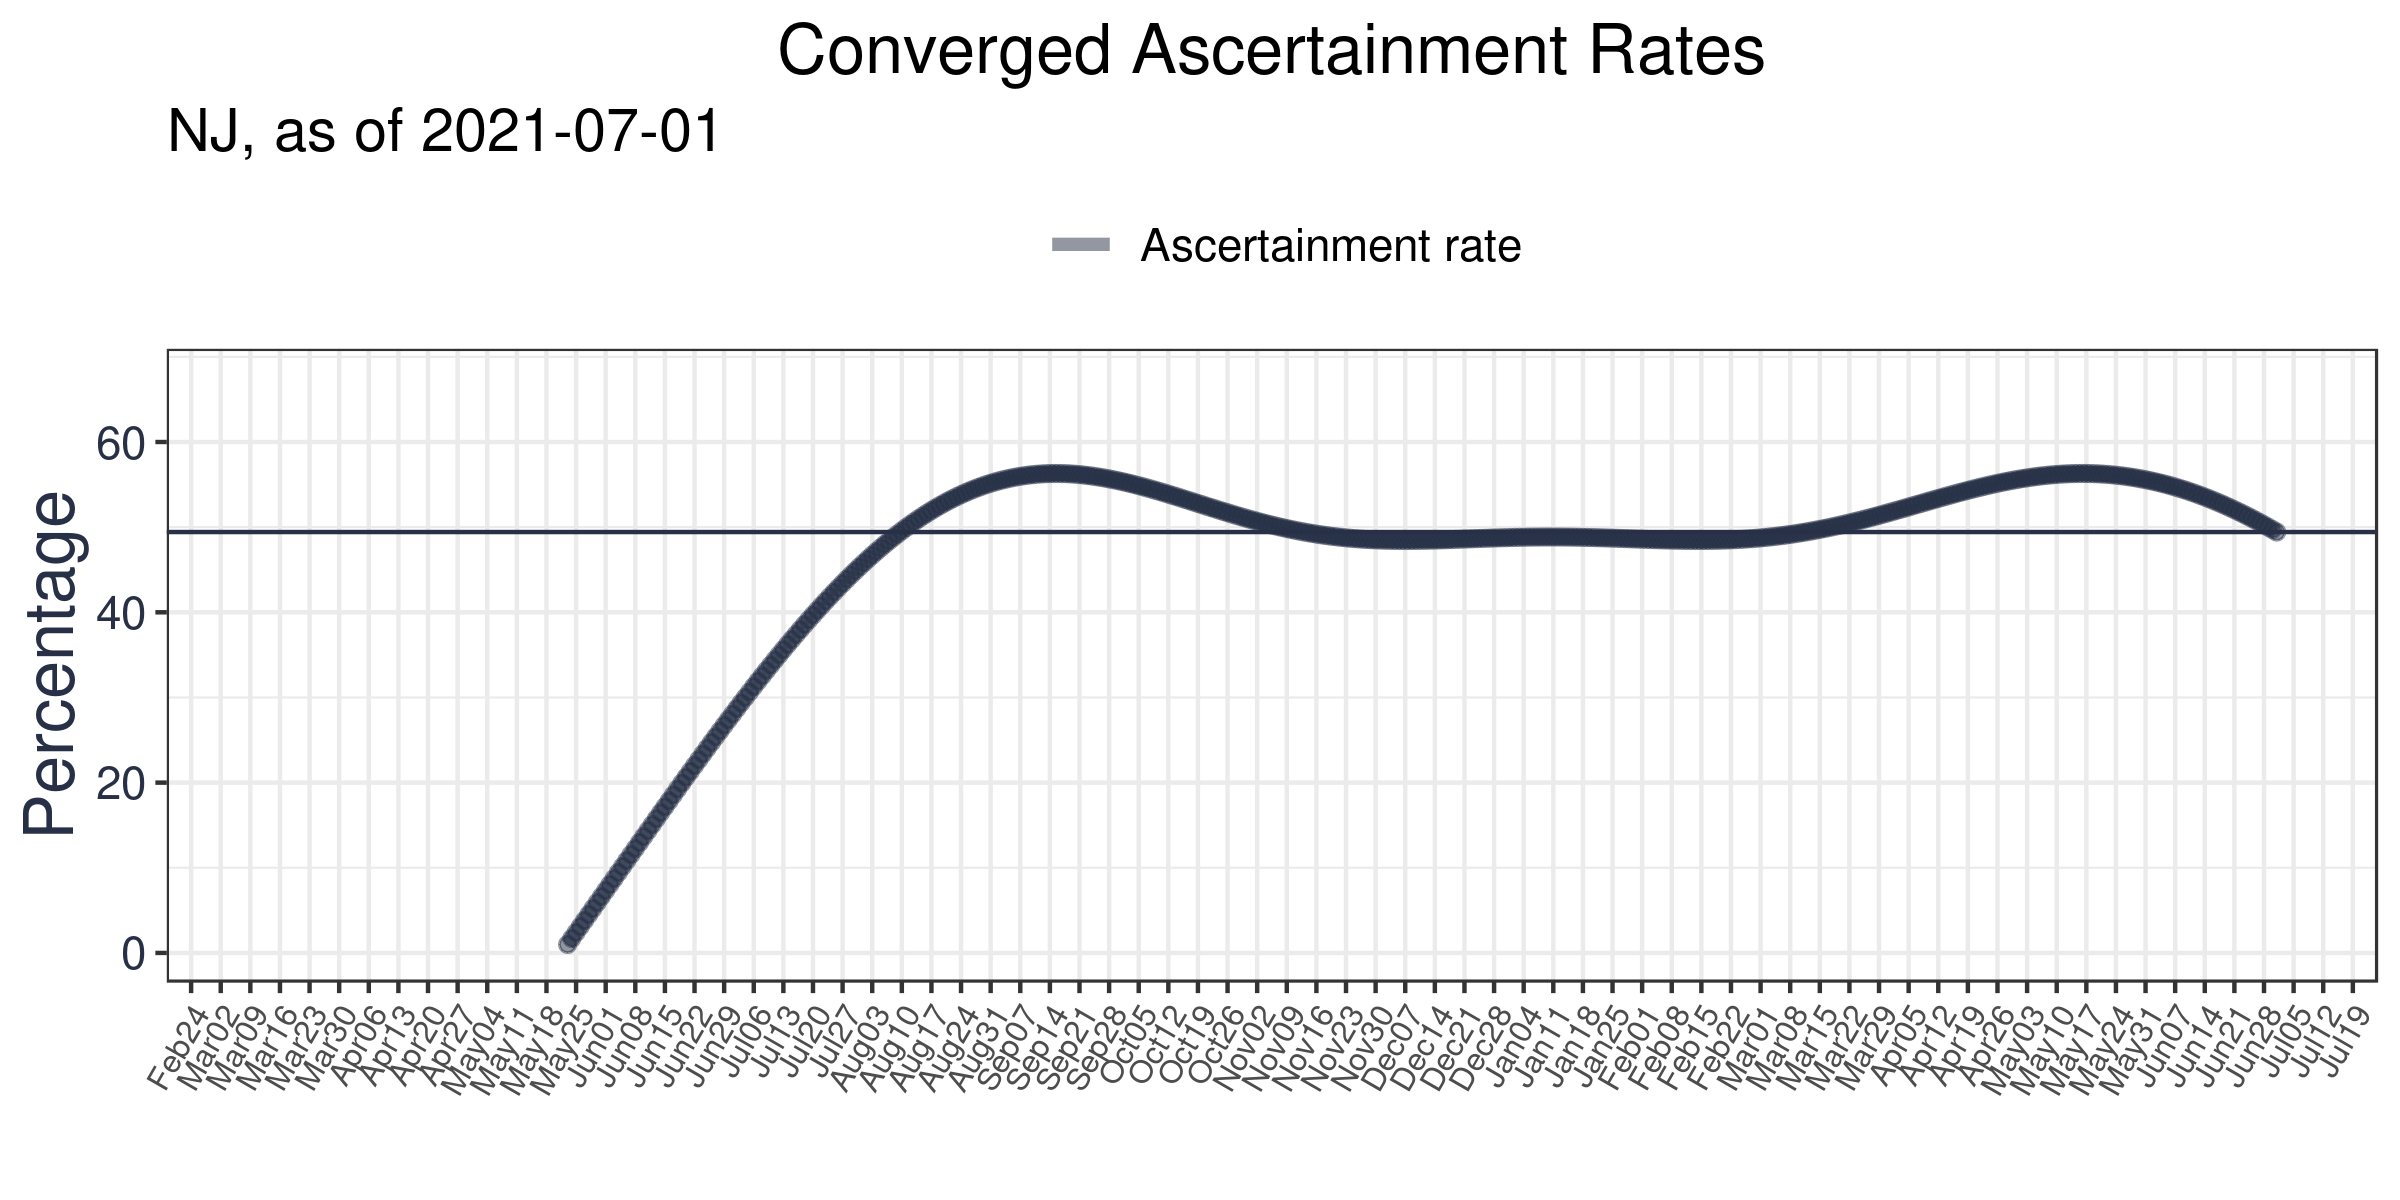 Converged Ascertainment Rates
NJ, as of 2021-07-01
Ascertainment rate
Percentage
60
40
20
0
Feb24
Mar02
Mar09
Mar16
Mar23
Mar30
Apr06
Apr13
Apr20
Apr27
May04
May11
May18
May25
Jun01
Jun08
Jun15
Jun22
Jun29
Jul06
Jul13
Jul20
Jul27
Aug03
Aug10
Aug17
Aug24
Aug31
Sep07
Sep14
Sep21
Sep28
Oct05
Oct12
Oct19
Oct26
Nov02
Nov09
Nov16
Nov23
Nov30
Dec07
Dec14
Dec21
Dec28
Jan04
Jan11
Jan18
Jan25
Feb01
Feb08
Feb15
Feb22
Mar01
Mar08
Mar15
Mar22
Mar29
Apr05
Apr12
Apr19
Apr26
May03
May10
May17
May24
May31
Jun07
Jun14
Jun21
Jun28
Jul05
Jul12
Jul19